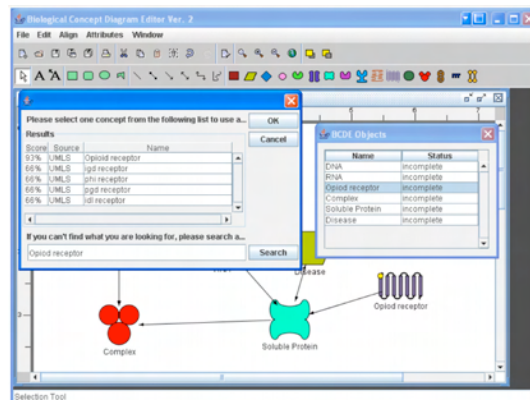 Biological Concept Diagram Editor Ver. 2
File Edit Align Attributes Window
Please select one concept from the following list to use a...
OK
Results
Cancel
Score Source Name
93% UMLS Opioid receptor
66% UMLS igd receptor
66% UMLS phi receptor
66% UMLS pgd receptor
66% UMLS idl receptor
If you can't find what you are looking for, please search a...
Opiod receptor
Search
BCDE Objects
Name Status
DNA incomplete
RNA incomplete
Opiod receptor incomplete
Complex incomplete
Soluble Protein incomplete
Disease incomplete
Disease
Opiod receptor
Complex
Soluble Protein
Selection Tool